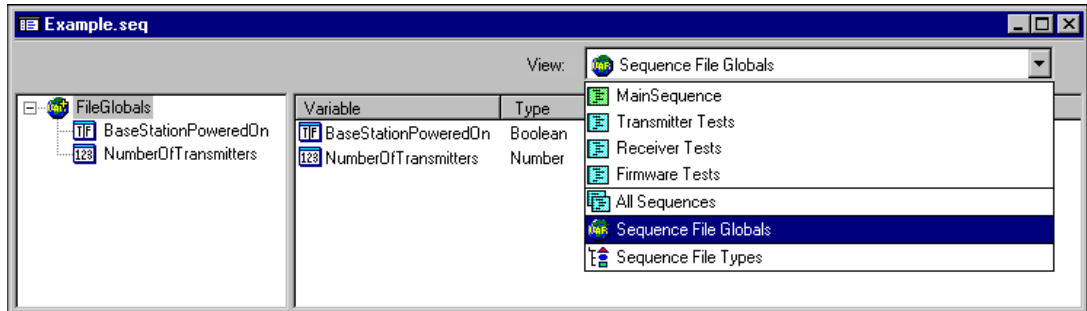 Example.seq
View: Sequence File Globals
FileGlobals
BaseStationPoweredOn
NumberOfTransmitters
Variable Type
BaseStationPoweredOn Boolean
NumberOfTransmitters Number
MainSequence
Transmitter Tests
Receiver Tests
Firmware Tests
All Sequences
Sequence File Globals
Sequence File Types